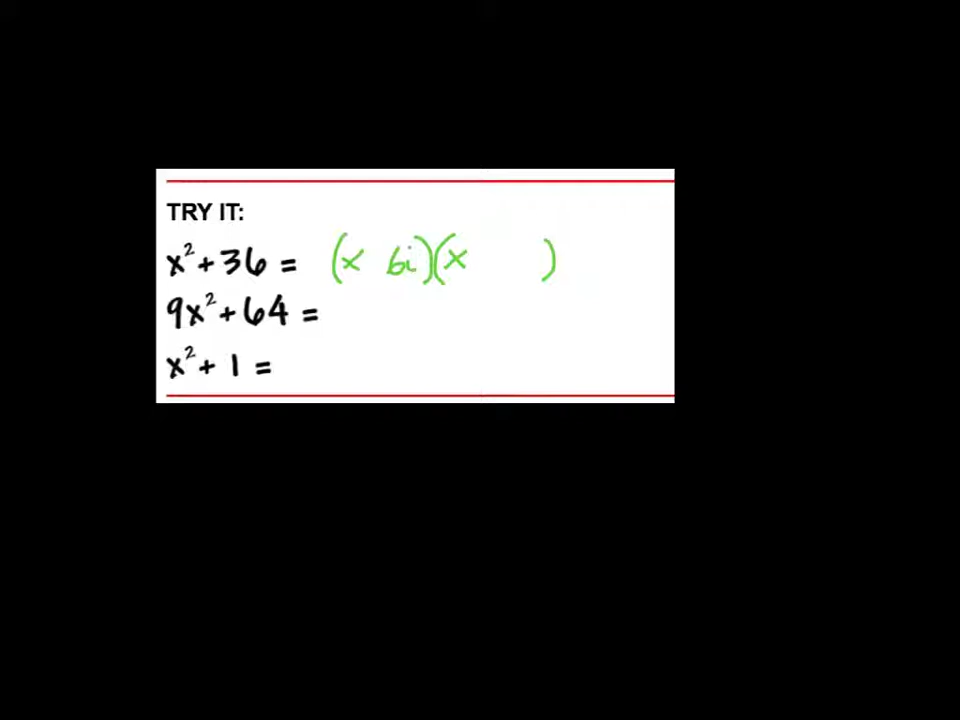 TRY IT:
x² + 36 = (x 6i)(x )
9x² + 64 =
x² + 1 =